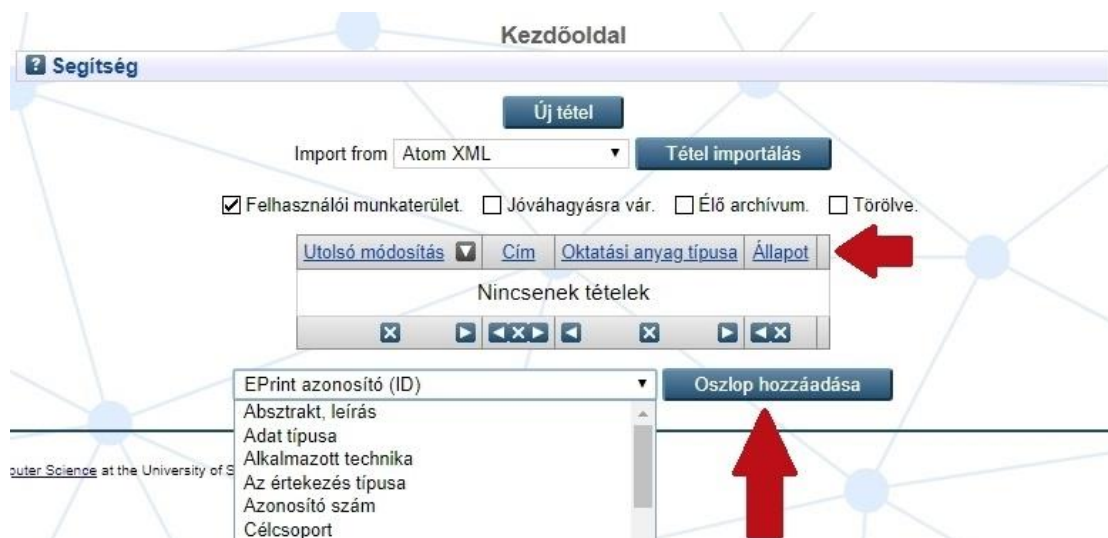 Kezdőoldal
? Segítség
Új tétel
Import from Atom XML Tétel importálás
Felhasználói munkaterület. Jóváhagyásra vár. Élő archívum. Törölve.
Utolsó módosítás Cím Oktatási anyag típusa Állapot
Nincsenek tételek
EPrint azonosító (ID) Oszlop hozzáadása
Absztrakt, leírás
Adat típusa
Alkalmazott technika
outer Science at the University of S
Az értekezés típusa
Azonosító szám
Célcsoport